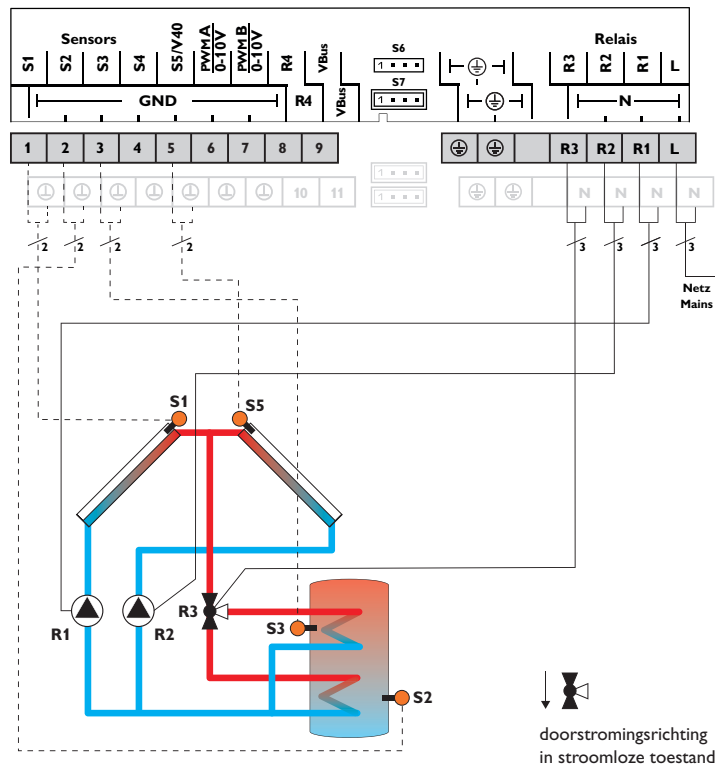 Sensors
Relais
S1 S2 S3 S4 S5/V40 PWM A 0-10V PWM B 0-10V R4 VBus
S6
1
S7
1
R3 R2 R1 L
GND
R4
VBus
N
1 2 3 4 5 6 7 8 9
R3 R2 R1 L
10 11
1
1
N N N N
2 2 2 2
3 3 3 3
Netz
Mains
S1
S5
R1
R2
R3
S3
S2
doorstromingsrichting
in stroomloze toestand